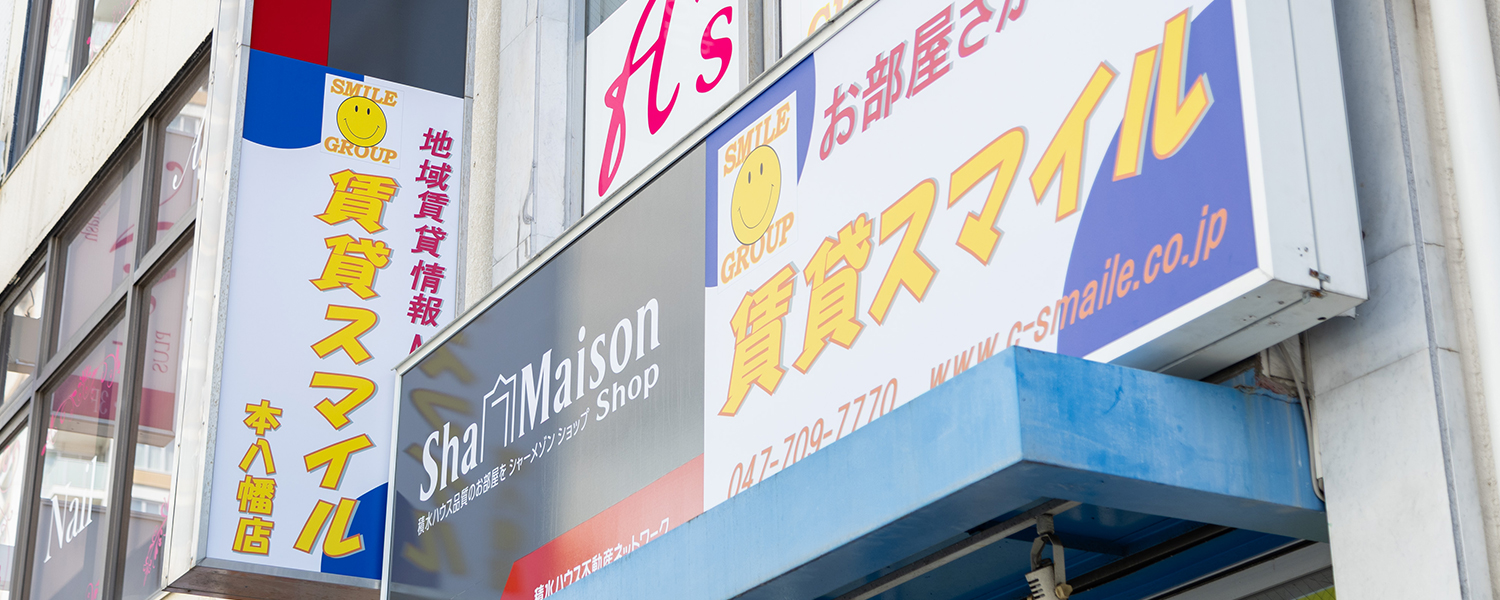 SMILE
GROUP
地域賃貸情報
賃貸スマイル
本八幡店
A's
Nail
PLUS
ShaMaison
Shop
積水ハウス品質のお部屋を シャーメゾン ショップ
積水ハウス不動産ネットワーク
SMILE
GROUP
お部屋さが
賃貸スマイル
047-709-7770
www.c-smaile.co.jp